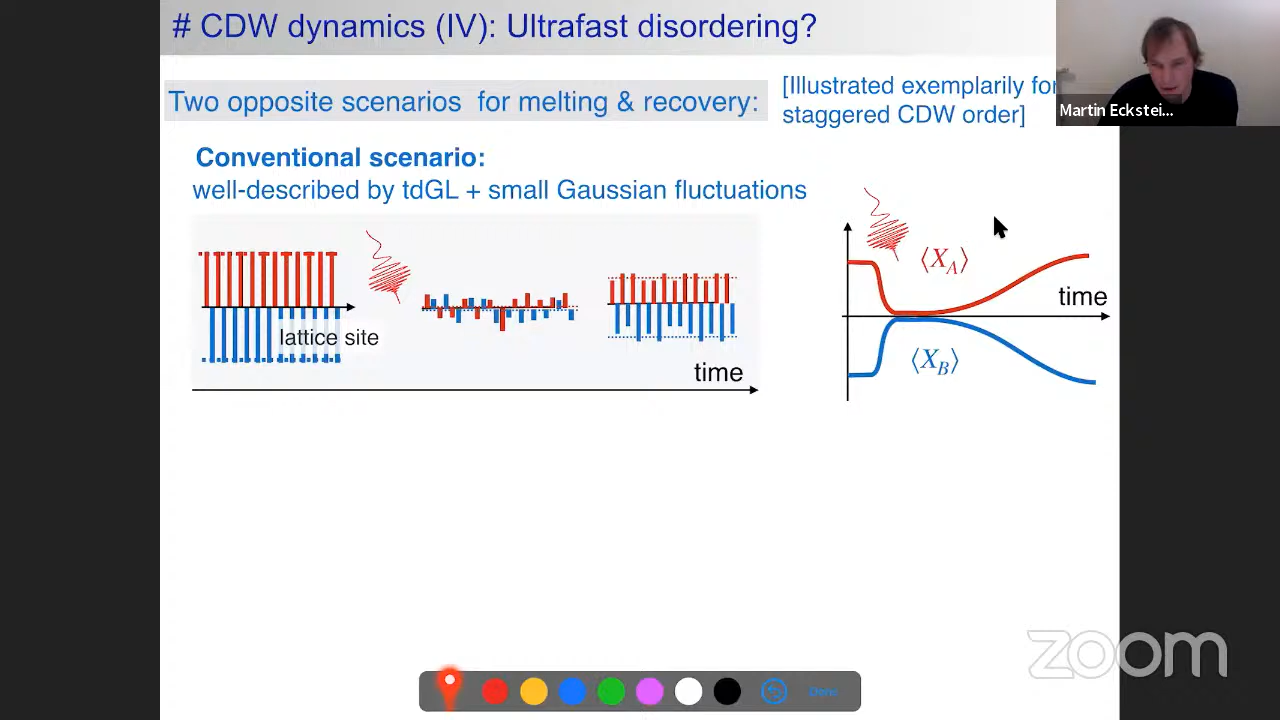 # CDW dynamics (IV): Ultrafast disordering?
Two opposite scenarios for melting & recovery:
[Illustrated exemplarily for
staggered CDW order]
Martin Eckstei...
Conventional scenario:
well-described by tdGL + small Gaussian fluctuations
lattice site
time
⟨X_A⟩
time
⟨X_B⟩
zoom
Done